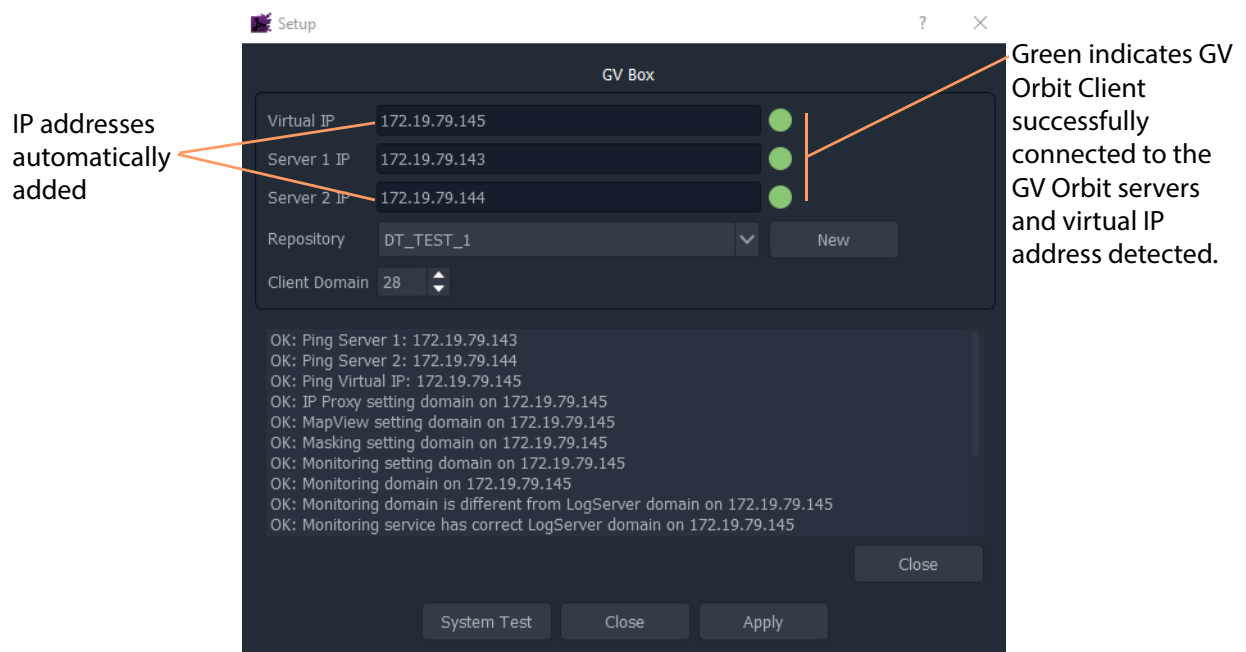 Setup
?
GV Box
IP addresses
automatically
added
Virtual IP 172.19.79.145
Server 1 IP 172.19.79.143
Server 2 IP 172.19.79.144
Repository DT_TEST_1 New
Client Domain 28
Green indicates GV
Orbit Client
successfully
connected to the
GV Orbit servers
and virtual IP
address detected.
OK: Ping Server 1: 172.19.79.143
OK: Ping Server 2: 172.19.79.144
OK: Ping Virtual IP: 172.19.79.145
OK: IP Proxy setting domain on 172.19.79.145
OK: MapView setting domain on 172.19.79.145
OK: Masking setting domain on 172.19.79.145
OK: Monitoring setting domain on 172.19.79.145
OK: Monitoring domain on 172.19.79.145
OK: Monitoring domain is different from LogServer domain on 172.19.79.145
OK: Monitoring service has correct LogServer domain on 172.19.79.145
Close
System Test Close Apply